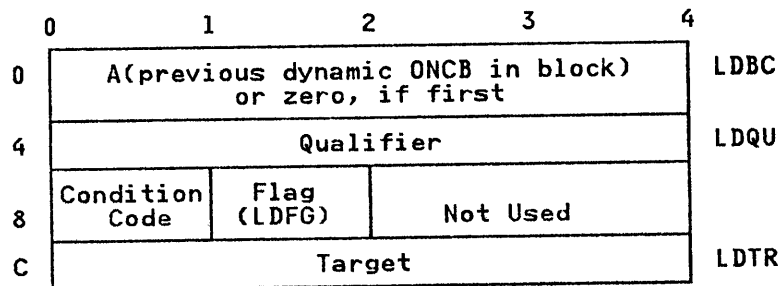 0 1 2 3 4
0 A(previous dynamic ONCB in block) LDBC
or zero, if first
4 Qualifier LDQU
Condition Flag
8 Code (LDFG) Not Used
C Target LDTR